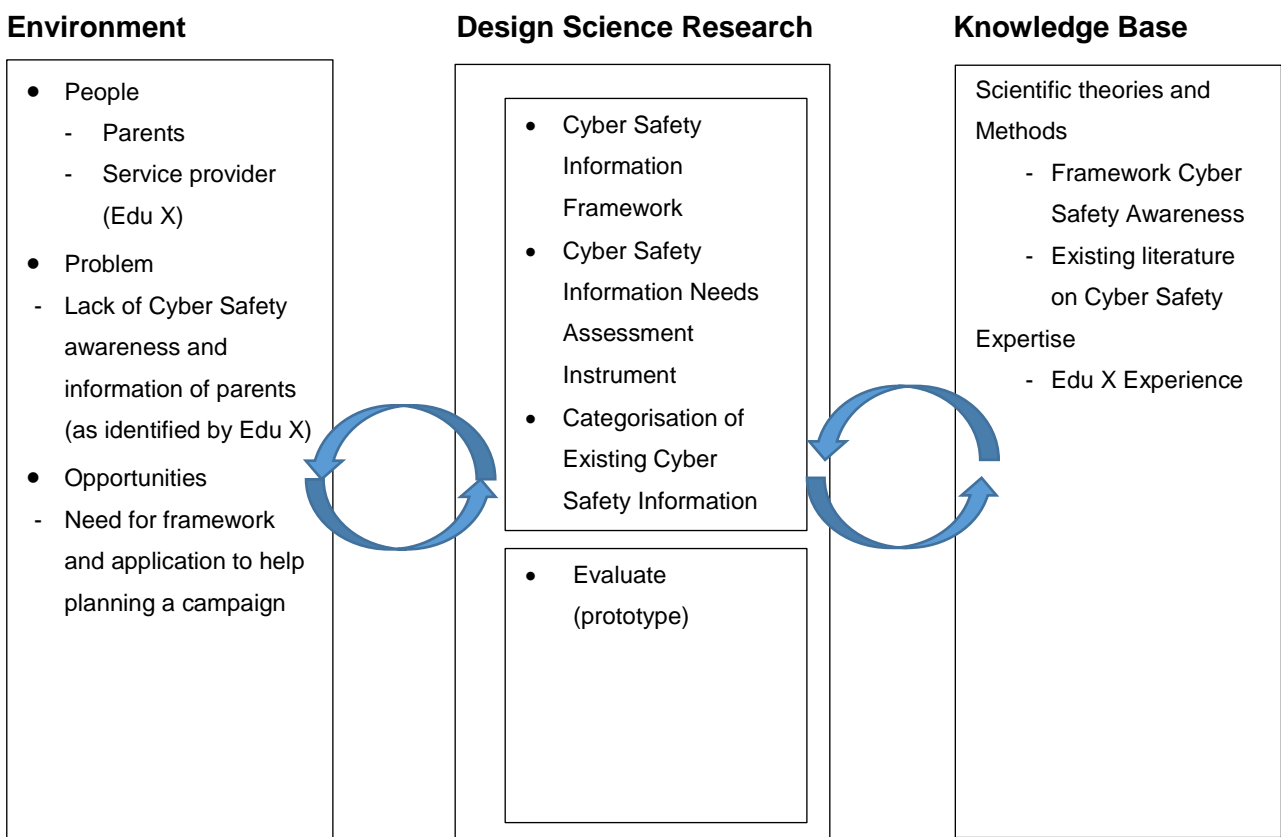 Environment
• People
- Parents
- Service provider
(Edu X)
• Problem
- Lack of Cyber Safety
awareness and
information of parents
(as identified by Edu X)
• Opportunities
- Need for framework
and application to help
planning a campaign
Design Science Research
• Cyber Safety
Information
Framework
• Cyber Safety
Information Needs
Assessment
Instrument
• Categorisation of
Existing Cyber
Safety Information
• Evaluate
(prototype)
Knowledge Base
Scientific theories and
Methods
- Framework Cyber
Safety Awareness
- Existing literature
on Cyber Safety
Expertise
- Edu X Experience